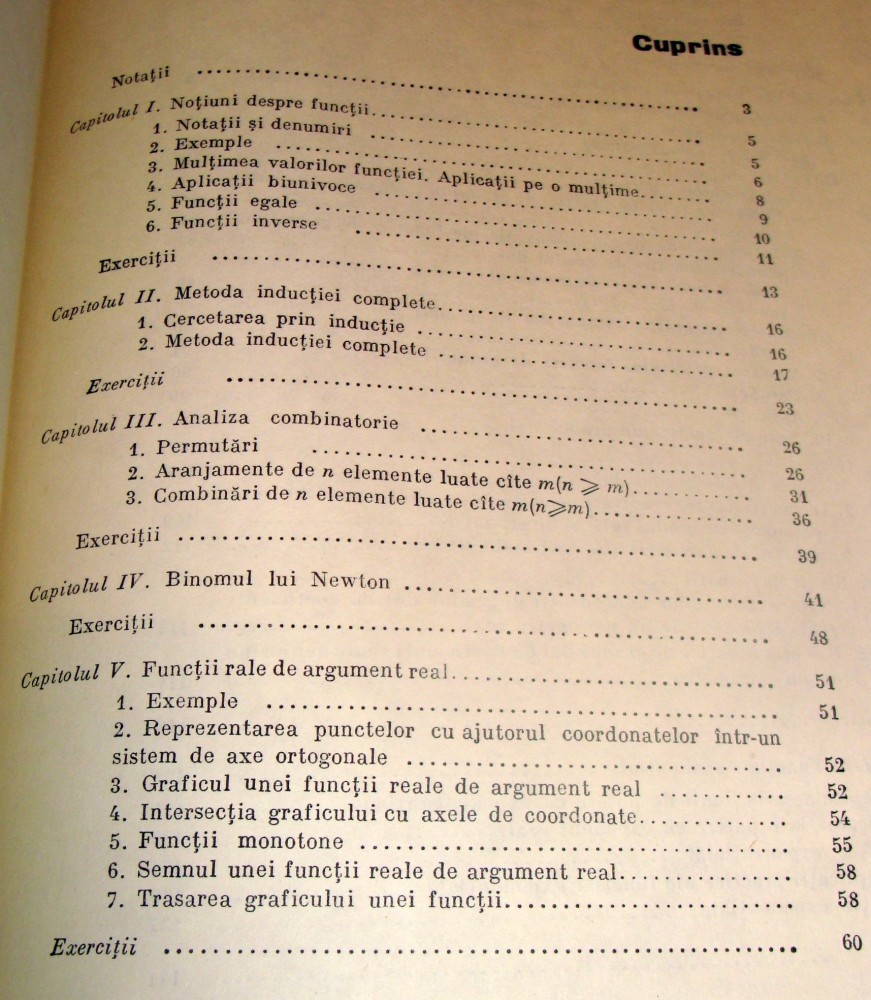 Cuprins
Notații .......... 3
Capitolul I. Noțiuni despre funcții .......... 5
1. Notații și denumiri .......... 5
2. Exemple .......... 6
3. Mulțimea valorilor funcției. Aplicații pe o mulțime .......... 8
4. Aplicații biunivoce .......... 9
5. Funcții egale .......... 10
6. Funcții inverse .......... 11
Exerciții .......... 13
Capitolul II. Metoda inducției complete .......... 16
1. Cercetarea prin inducție .......... 16
2. Metoda inducției complete .......... 17
Exerciții .......... 23
Capitolul III. Analiza combinatorie .......... 26
1. Permutări .......... 26
2. Aranjamente de n elemente luate cîte m(n ⩾ m) .......... 31
3. Combinări de n elemente luate cîte m(n⩾m) .......... 36
Exerciții .......... 39
Capitolul IV. Binomul lui Newton .......... 41
Exerciții .......... 48
Capitolul V. Funcții rale de argument real .......... 51
1. Exemple .......... 51
2. Reprezentarea punctelor cu ajutorul coordonatelor într-un
sistem de axe ortogonale .......... 52
3. Graficul unei funcții reale de argument real .......... 52
4. Intersecția graficului cu axele de coordonate .......... 54
5. Funcții monotone .......... 55
6. Semnul unei funcții reale de argument real .......... 58
7. Trasarea graficului unei funcții .......... 58
Exerciții .......... 60